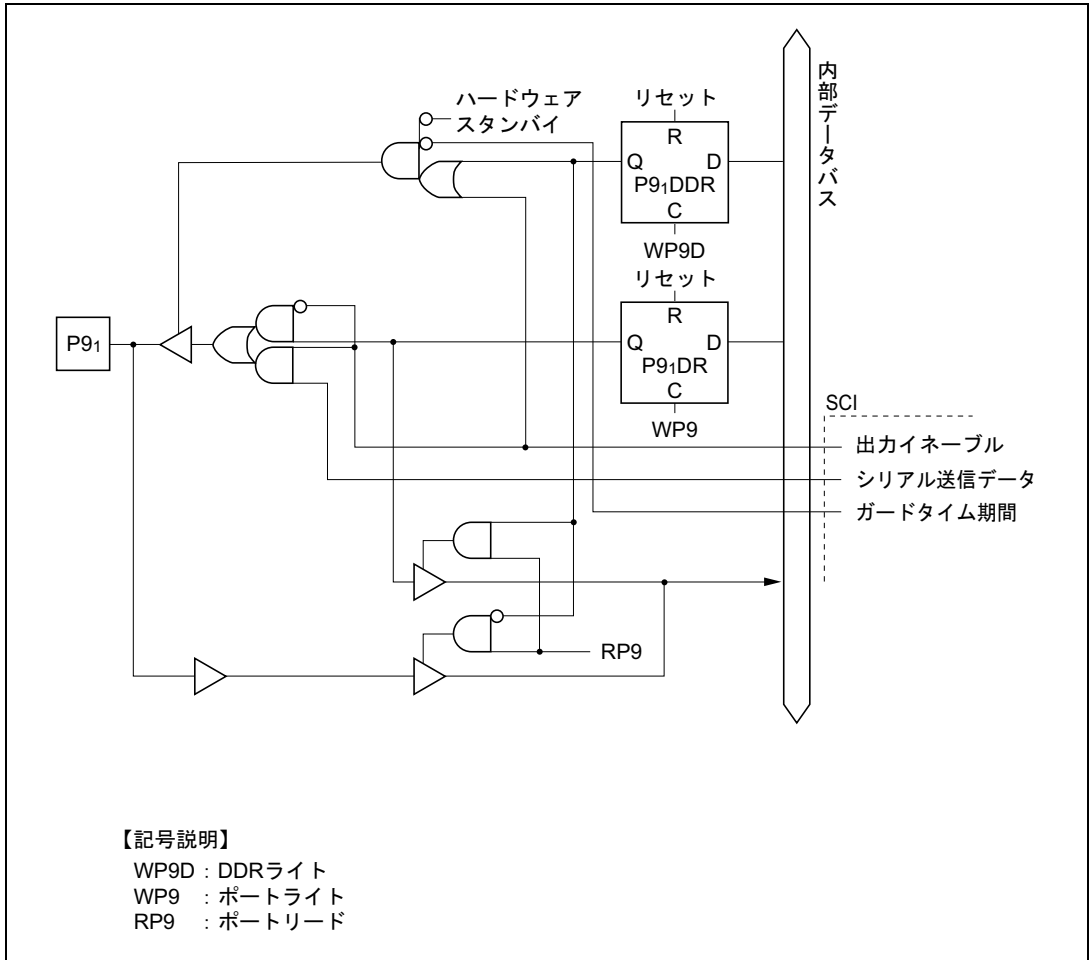 ハードウェア
スタンバイ
リセット
R
Q D
P9₁DDR
C
WP9D
リセット
R
Q D
P9₁DR
C
WP9
内部データバス
P9₁
SCI
出力イネーブル
シリアル送信データ
ガードタイム期間
RP9
【記号説明】
WP9D : DDRライト
WP9 : ポートライト
RP9 : ポートリード